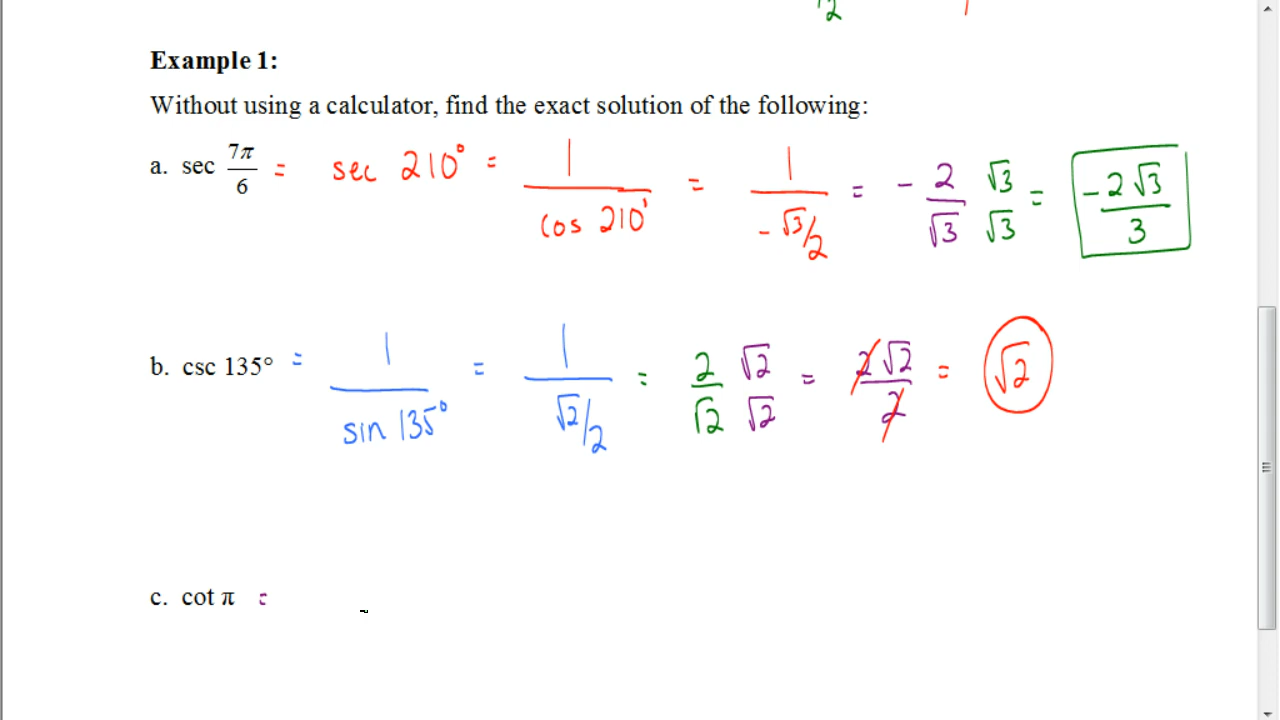 √2 1
Example 1:
Without using a calculator, find the exact solution of the following:
a. sec 7π/6 = sec 210° = 1/cos 210° = 1/(-√3/2) = - 2/√3 √3/√3 = -2√3/3
b. csc 135° = 1/sin 135° = 1/(√2/2) = 2/√2 √2/√2 = 2√2/2 = √2
c. cot π =